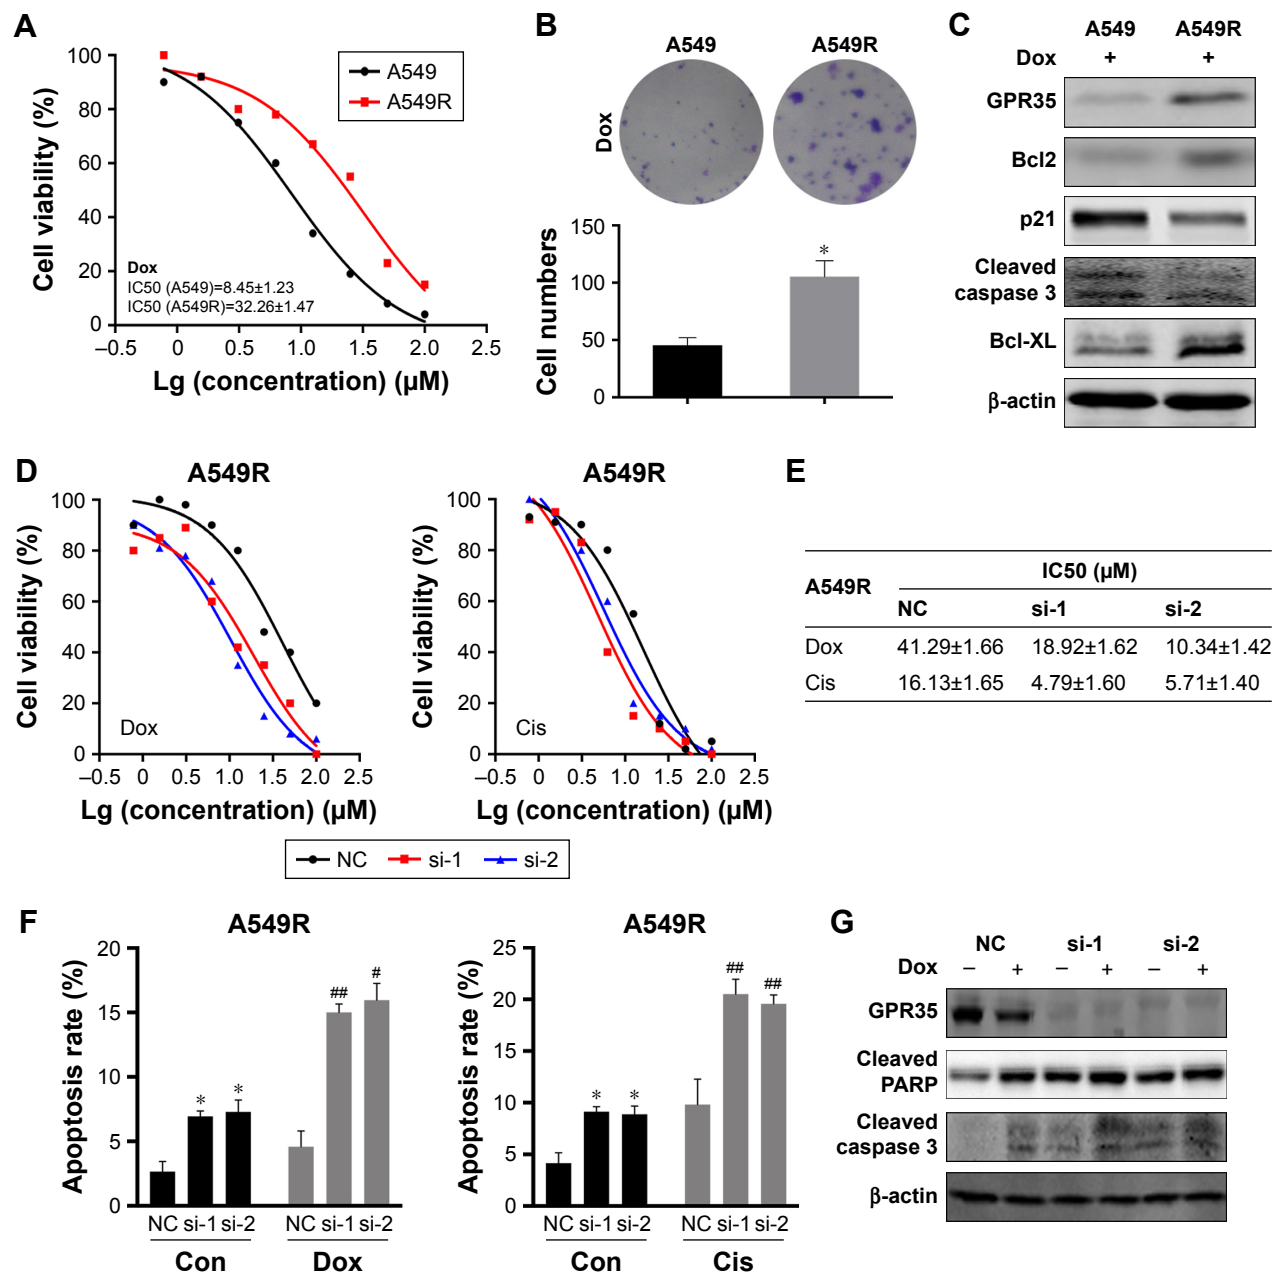 A
100
80
60
40
20
0
Cell viability (%)
A549
A549R
Dox
IC50 (A549)=8.45±1.23
IC50 (A549R)=32.26±1.47
–0.5 0 0.5 1.0 1.5 2.0 2.5
Lg (concentration) (µM)
B
A549 A549R
Dox
150
100
50
0
Cell numbers
*
C
A549 A549R
Dox + +
GPR35
Bcl2
p21
Cleaved
caspase 3
Bcl-XL
β-actin
D
A549R
100
80
60
40
20
0
Cell viability (%)
Dox
–0.5 0 0.5 1.0 1.5 2.0 2.5
Lg (concentration) (µM)
A549R
100
80
60
40
20
0
Cell viability (%)
Cis
–0.5 0 0.5 1.0 1.5 2.0 2.5
Lg (concentration) (µM)
NC si-1 si-2
E
A549R IC50 (µM)
NC si-1 si-2
Dox 41.29±1.66 18.92±1.62 10.34±1.42
Cis 16.13±1.65 4.79±1.60 5.71±1.40
F
A549R
20
15
10
5
0
Apoptosis rate (%)
* * ## #
NC si-1 si-2 NC si-1 si-2
Con Dox
A549R
25
20
15
10
5
0
Apoptosis rate (%)
* * ## ##
NC si-1 si-2 NC si-1 si-2
Con Cis
G
NC si-1 si-2
Dox – + – + – +
GPR35
Cleaved
PARP
Cleaved
caspase 3
β-actin